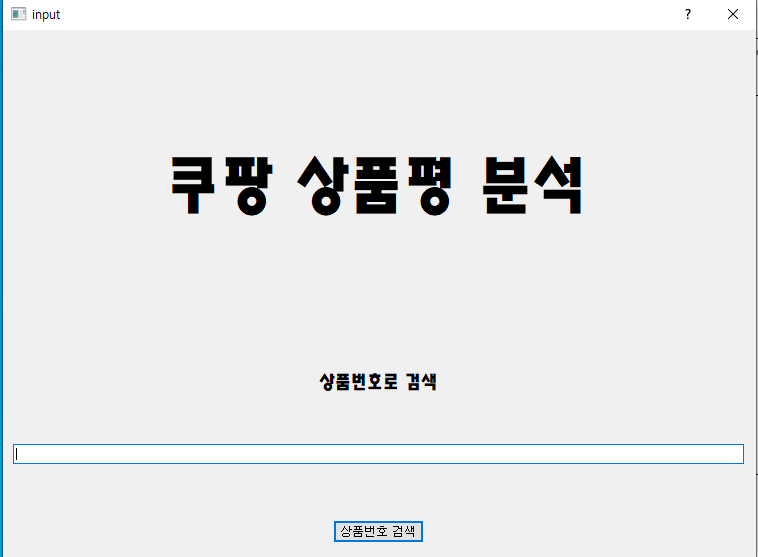 input
?
쿠팡 상품평 분석
상품번호로 검색
상품번호 검색